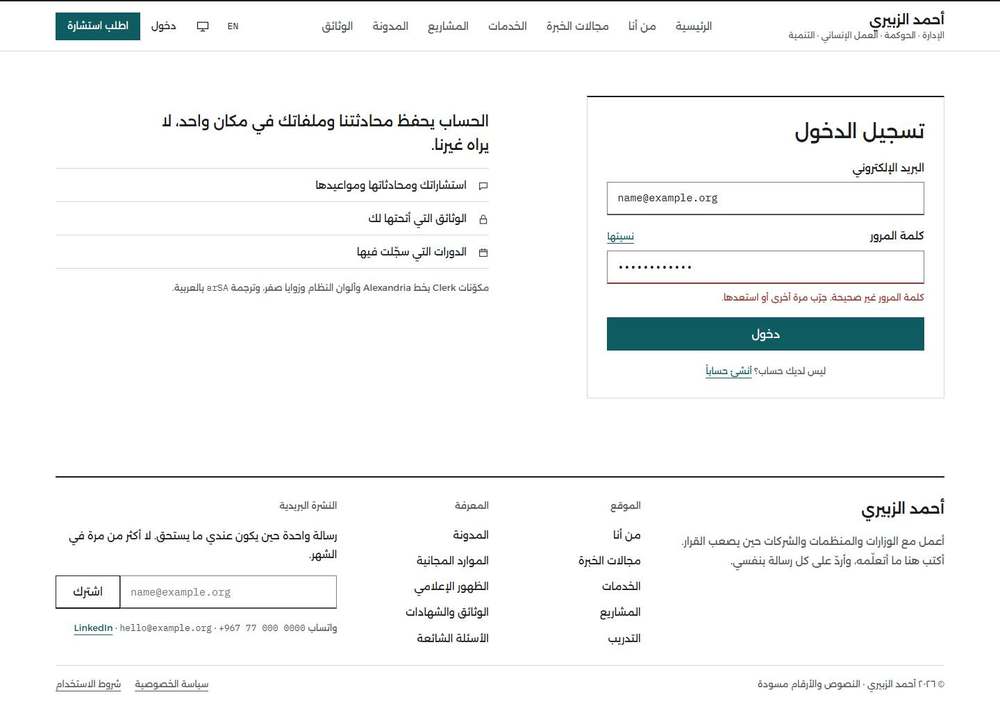 أحمد الزبيري
الإدارة · الحوكمة · العمل الإنساني · التنمية
الرئيسية
من أنا
مجالات الخبرة
الخدمات
المشاريع
المدونة
الوثائق
EN
دخول
اطلب استشارة
تسجيل الدخول
البريد الإلكتروني
name@example.org
كلمة المرور
نسيتها
••••••••••••
كلمة المرور غير صحيحة. جرّب مرة أخرى أو استعدها.
دخول
ليس لديك حساب؟ أنشئ حساباً
الحساب يحفظ محادثتنا وملفاتك في مكان واحد، لا
يراه غيرنا.
استشاراتك ومحادثاتها ومواعيدها
الوثائق التي أتحتها لك
الدورات التي سجّلت فيها
مكوّنات Clerk بخط Alexandria وألوان النظام وزوايا صفر، وترجمة arSA بالعربية.
أحمد الزبيري
أعمل مع الوزارات والمنظمات والشركات حين يصعب القرار.
أكتب هنا ما أتعلّمه، وأردّ على كل رسالة بنفسي.
الموقع
من أنا
مجالات الخبرة
الخدمات
المشاريع
التدريب
المعرفة
المدونة
الموارد المجانية
الظهور الإعلامي
الوثائق والشهادات
الأسئلة الشائعة
النشرة البريدية
رسالة واحدة حين يكون عندي ما يستحق. لا أكثر من مرة في
الشهر.
name@example.org
اشترك
واتساب ‎+967 77 000 0000 · hello@example.org · LinkedIn
© ٢٠٢٦ أحمد الزبيري · النصوص والأرقام مسودة
سياسة الخصوصية
شروط الاستخدام